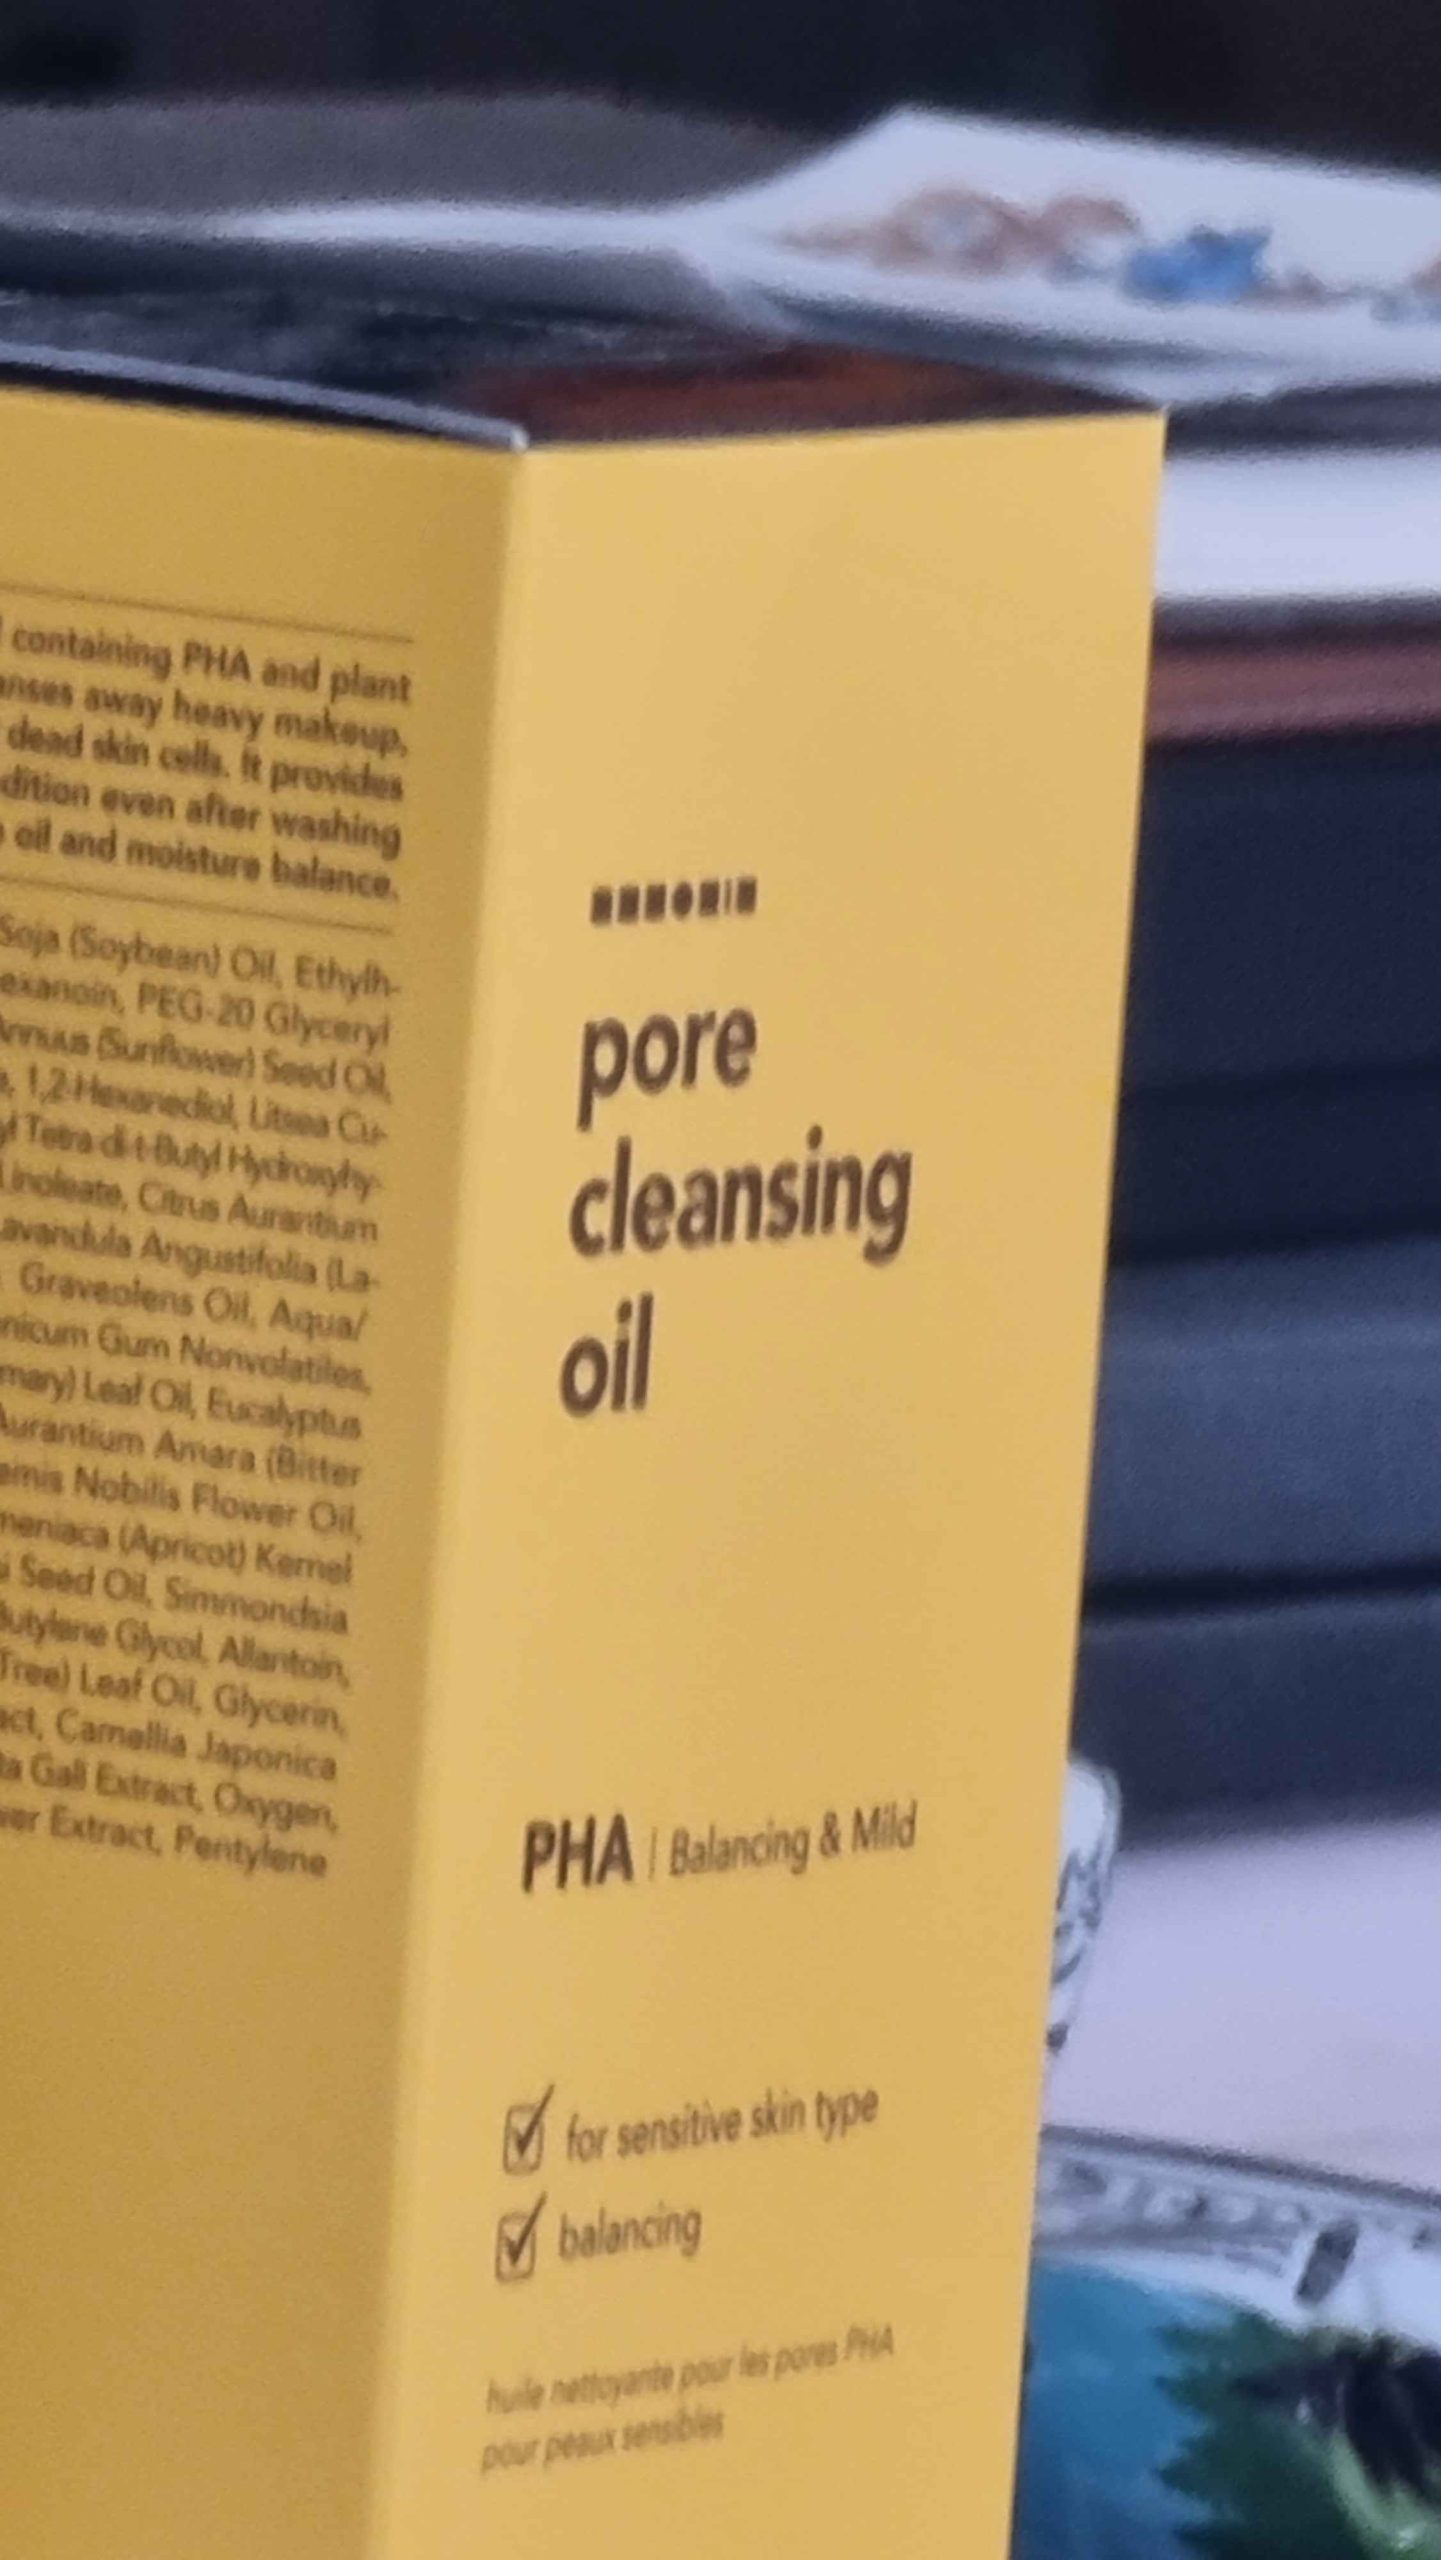 containing PHA and plant
away heavy makeup,
dead skin cells. It provides
even after washing
oil and moisture balance.
Soja (Soybean) Oil, Ethylh-
PEG-20 Glyceryl
Annuus (Sunflower) Seed Oil,
1,2-Hexanediol, Litsea Cu-
Tetra-di-t-Butyl Hydroxyhy-
Linoleate, Citrus Aurantium
Lavandula Angustifolia (La-
Graveolens Oil, Aqua/
Gum Nonvolatiles,
Leaf Oil, Eucalyptus
Aurantium Amara (Bitter
Nobilis Flower Oil,
(Apricot) Kernel
Seed Oil, Simmondsia
Butylene Glycol, Allantoin,
Tree) Leaf Oil, Glycerin,
Camellia Japonica
Gall Extract, Oxygen,
Extract, Pentylene
pore
cleansing
oil
PHA | Balancing & Mild
for sensitive skin type
balancing
huile nettoyante pour les pores PHA
pour peaux sensibles